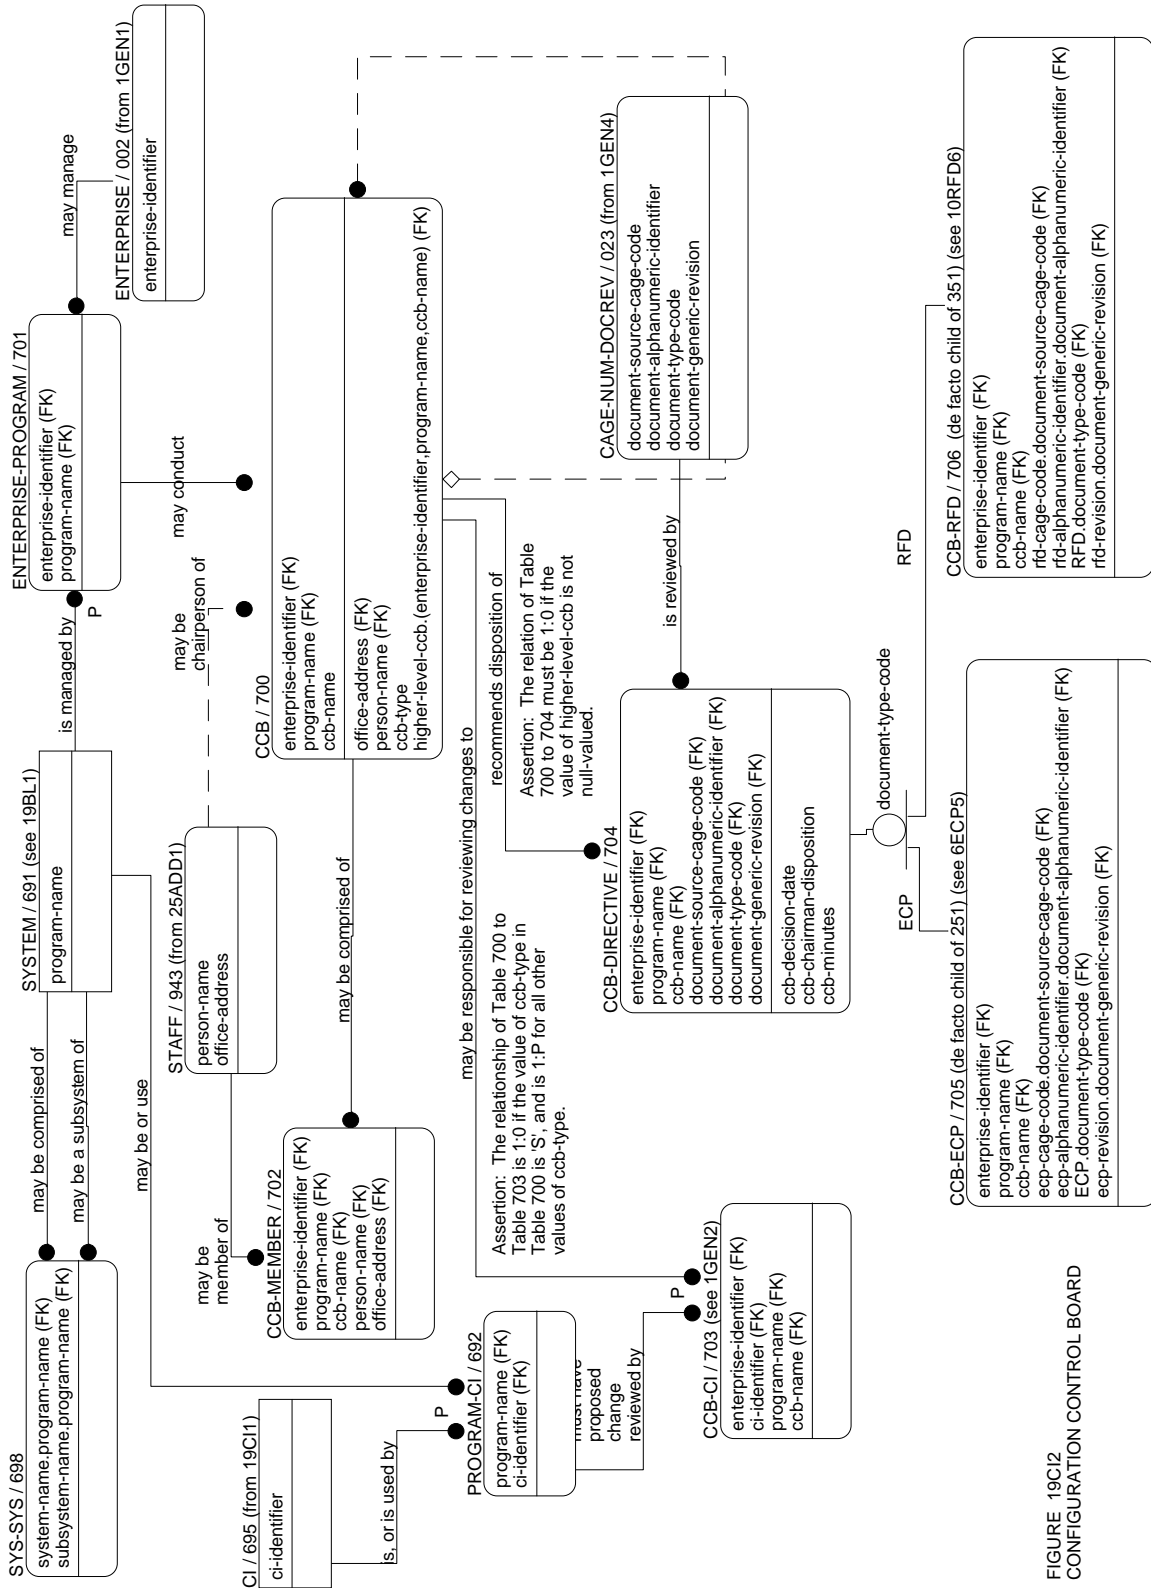 SYS-SYS / 698
system-name.program-name (FK)
subsystem-name.program-name (FK)
may be comprised of
may be a subsystem of
SYSTEM / 691 (see 19BL1)
program-name
is managed by
P
ENTERPRISE-PROGRAM / 701
enterprise-identifier (FK)
program-name (FK)
may manage
ENTERPRISE / 002 (from 1GEN1)
enterprise-identifier
may be or use
STAFF / 943 (from 25ADD1)
person-name
office-address
may be
chairperson of
may conduct
may be
member of
CCB-MEMBER / 702
enterprise-identifier (FK)
program-name (FK)
ccb-name (FK)
person-name (FK)
office-address (FK)
may be comprised of
CCB / 700
enterprise-identifier (FK)
program-name (FK)
ccb-name
office-address (FK)
person-name (FK)
ccb-type
higher-level-ccb.(enterprise-identifier,program-name,ccb-name) (FK)
CI / 695 (from 19CI1)
ci-identifier
is, or is used by
P
PROGRAM-CI / 692
program-name (FK)
ci-identifier (FK)
must have
proposed
change
reviewed by
P
may be responsible for reviewing changes to
Assertion: The relationship of Table 700 to
Table 703 is 1:0 if the value of ccb-type in
Table 700 is 'S', and is 1:P for all other
values of ccb-type.
recommends disposition of
Assertion: The relation of Table
700 to 704 must be 1:0 if the
value of higher-level-ccb is not
null-valued.
CAGE-NUM-DOCREV / 023 (from 1GEN4)
document-source-cage-code
document-alphanumeric-identifier
document-type-code
document-generic-revision
is reviewed by
CCB-CI / 703 (see 1GEN2)
enterprise-identifier (FK)
ci-identifier (FK)
program-name (FK)
ccb-name (FK)
CCB-DIRECTIVE / 704
enterprise-identifier (FK)
program-name (FK)
ccb-name (FK)
document-source-cage-code (FK)
document-alphanumeric-identifier (FK)
document-type-code (FK)
document-generic-revision (FK)
ccb-decision-date
ccb-chairman-disposition
ccb-minutes
document-type-code
ECP
RFD
CCB-ECP / 705 (de facto child of 251) (see 6ECP5)
enterprise-identifier (FK)
program-name (FK)
ccb-name (FK)
ecp-cage-code.document-source-cage-code (FK)
ecp-alphanumeric-identifier.document-alphanumeric-identifier (FK)
ECP.document-type-code (FK)
ecp-revision.document-generic-revision (FK)
CCB-RFD / 706 (de facto child of 351) (see 10RFD6)
enterprise-identifier (FK)
program-name (FK)
ccb-name (FK)
rfd-cage-code.document-source-cage-code (FK)
rfd-alphanumeric-identifier.document-alphanumeric-identifier (FK)
RFD.document-type-code (FK)
rfd-revision.document-generic-revision (FK)
FIGURE 19CI2
CONFIGURATION CONTROL BOARD